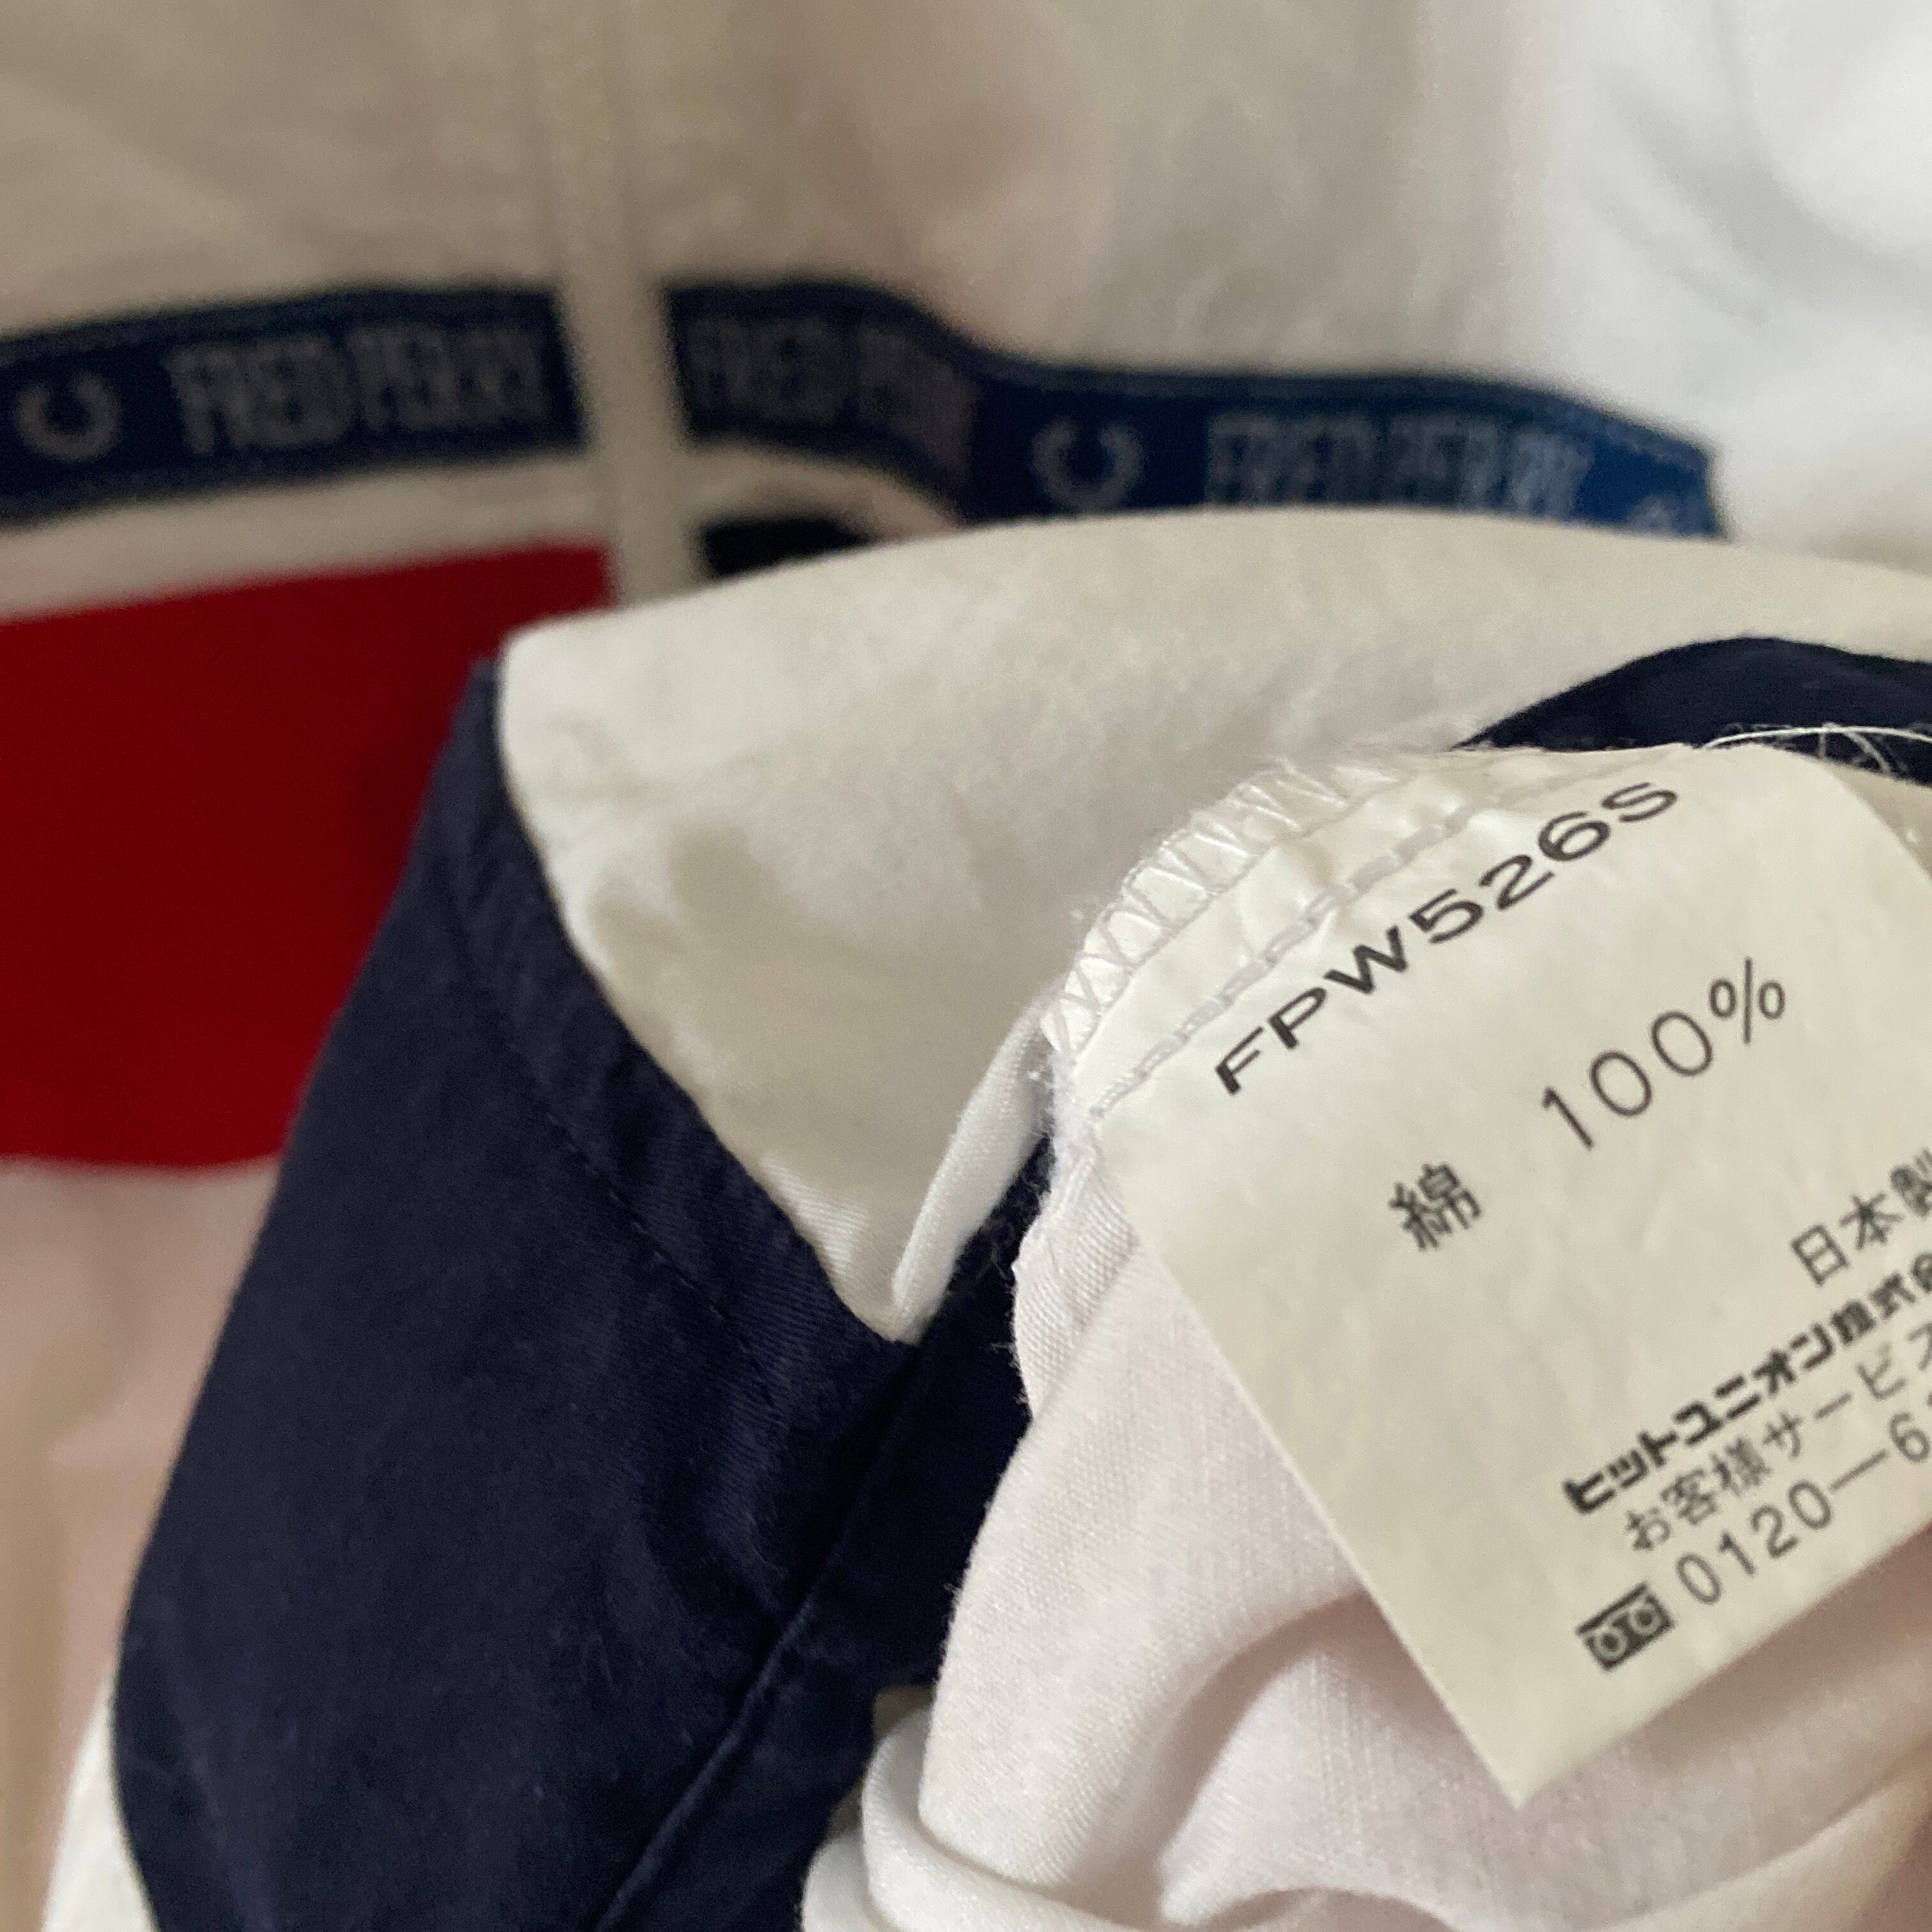 FRED PERRY FRED PERRY FRED PERRY
FPW526S
綿 100%
日本製
ヒットユニオン株式会
お客様サービス
0120—6